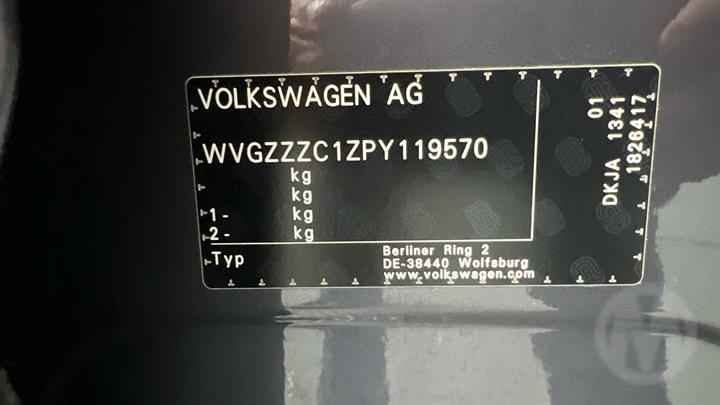 VOLKSWAGEN AG
WVGZZZC1ZPY119570
kg
kg
1- kg
2- kg
Typ
Berliner Ring 2
DE-38440 Wolfsburg
www.volkswagen.com
01
DKJA 1341
1826417